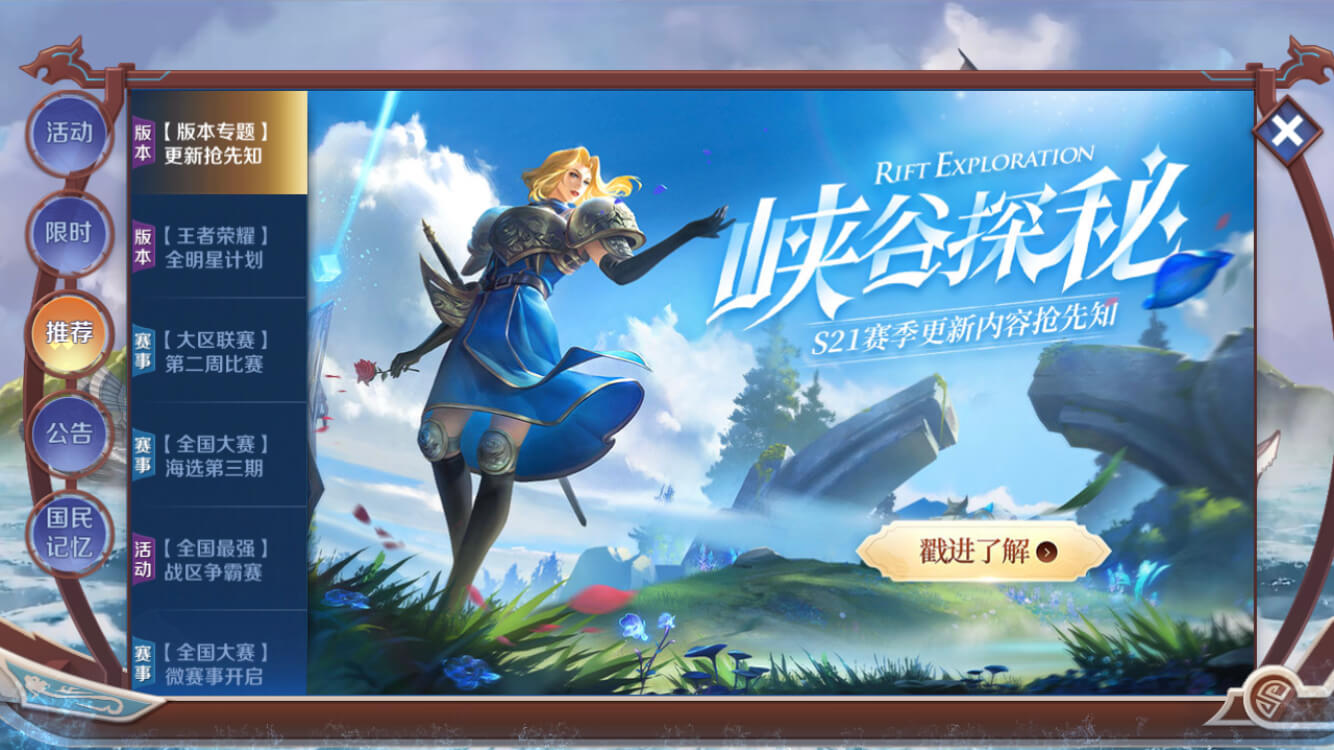 活动
限时
推荐
公告
国民
记忆
版本
【版本专题】
更新抢先知
版本
【王者荣耀】
全明星计划
赛事
【大区联赛】
第二周比赛
赛事
【全国大赛】
海选第三期
活动
【全国最强】
战区争霸赛
赛事
【全国大赛】
微赛事开启
RIFT EXPLORATION
峡谷探秘
S21赛季更新内容抢先知
戳进了解